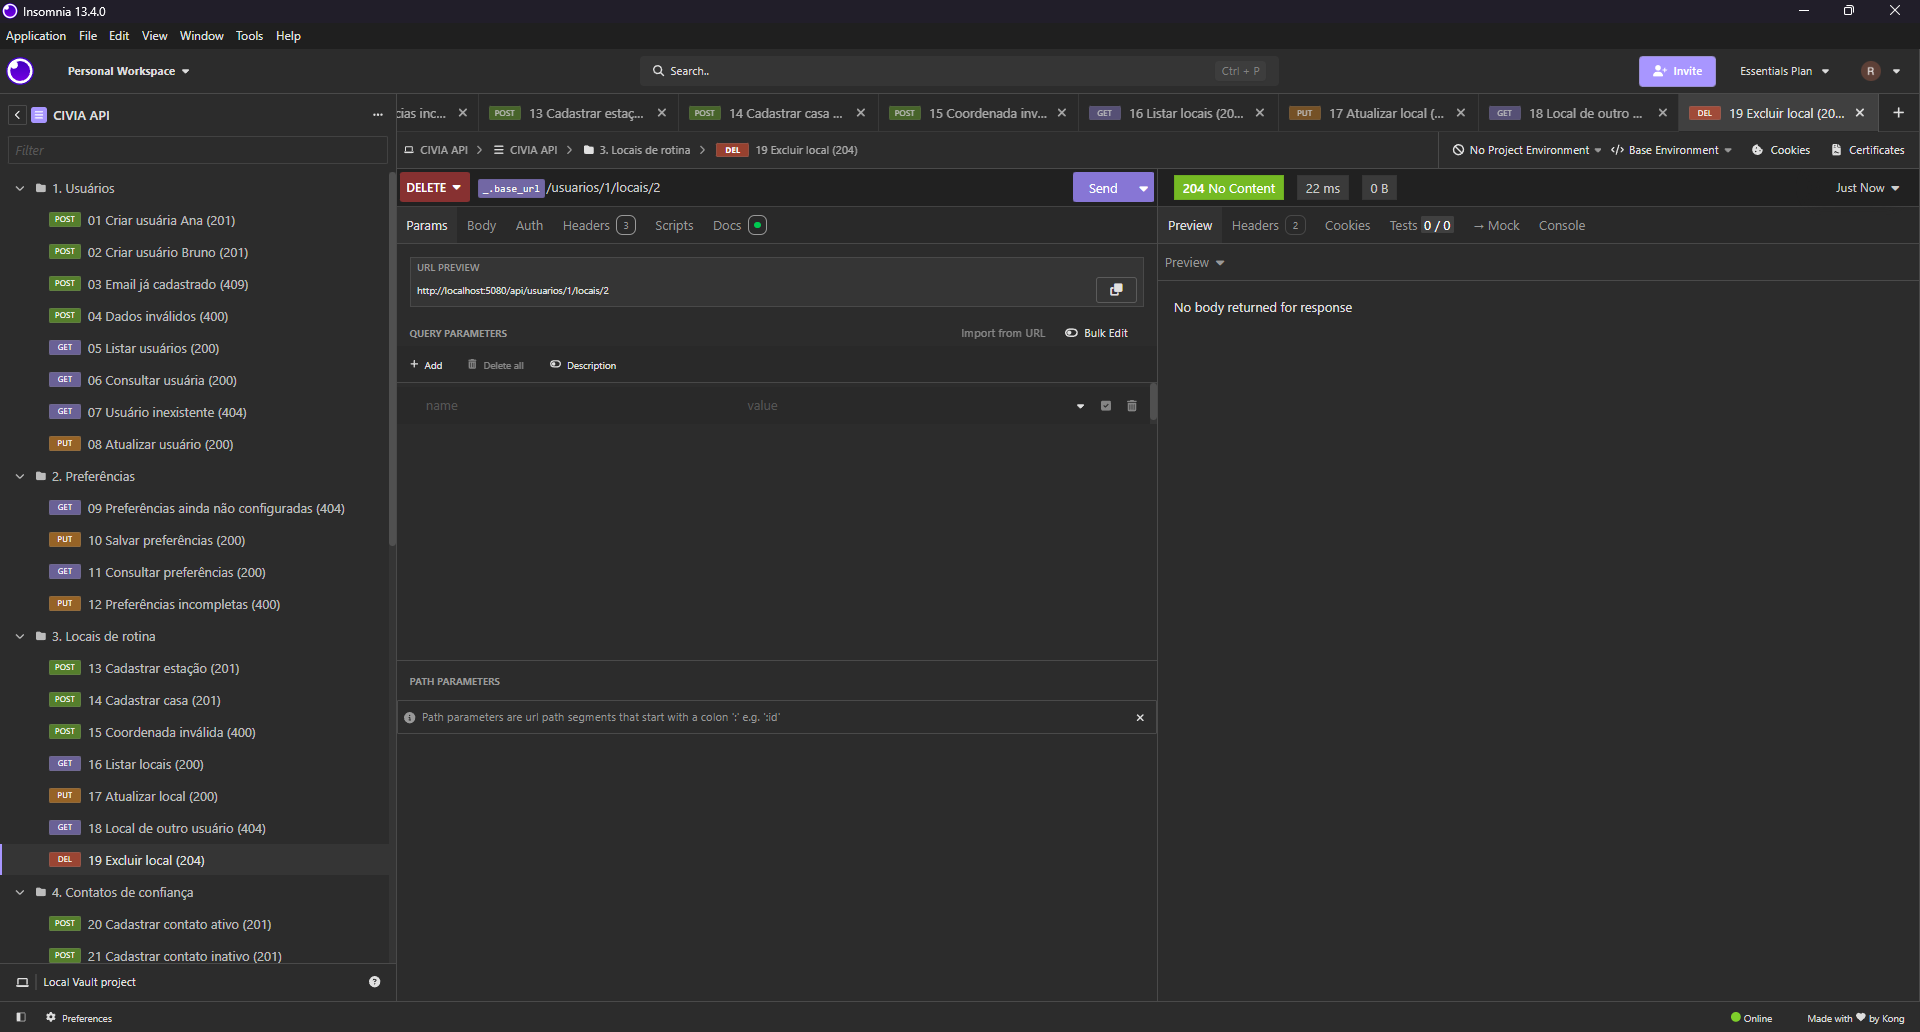 Insomnia 13.4.0
Application File Edit View Window Tools Help
Personal Workspace
Search..
Ctrl + P
Invite
Essentials Plan
R
CIVIA API
cias inc...
POST 13 Cadastrar estaç...
POST 14 Cadastrar casa ...
POST 15 Coordenada inv...
GET 16 Listar locais (20...
PUT 17 Atualizar local (...
GET 18 Local de outro ...
DEL 19 Excluir local (20...
Filter
CIVIA API
CIVIA API
3. Locais de rotina
DEL 19 Excluir local (204)
No Project Environment
Base Environment
Cookies
Certificates
1. Usuários
POST 01 Criar usuária Ana (201)
POST 02 Criar usuário Bruno (201)
POST 03 Email já cadastrado (409)
POST 04 Dados inválidos (400)
GET 05 Listar usuários (200)
GET 06 Consultar usuária (200)
GET 07 Usuário inexistente (404)
PUT 08 Atualizar usuário (200)
2. Preferências
GET 09 Preferências ainda não configuradas (404)
PUT 10 Salvar preferências (200)
GET 11 Consultar preferências (200)
PUT 12 Preferências incompletas (400)
3. Locais de rotina
POST 13 Cadastrar estação (201)
POST 14 Cadastrar casa (201)
POST 15 Coordenada inválida (400)
GET 16 Listar locais (200)
PUT 17 Atualizar local (200)
GET 18 Local de outro usuário (404)
DEL 19 Excluir local (204)
4. Contatos de confiança
POST 20 Cadastrar contato ativo (201)
POST 21 Cadastrar contato inativo (201)
Local Vault project
DELETE
_.base_url /usuarios/1/locais/2
Send
Params Body Auth Headers 3 Scripts Docs
URL PREVIEW
http://localhost:5080/api/usuarios/1/locais/2
QUERY PARAMETERS
Import from URL
Bulk Edit
Add
Delete all
Description
name
value
PATH PARAMETERS
Path parameters are url path segments that start with a colon ':' e.g. ':id'
204 No Content
22 ms
0 B
Just Now
Preview Headers 2 Cookies Tests 0 / 0 → Mock Console
Preview
No body returned for response
Preferences
Online
Made with ♥ by Kong